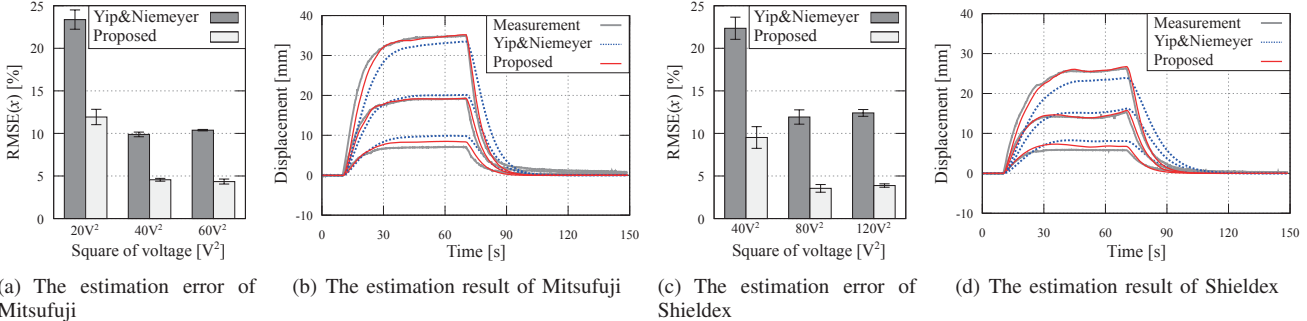 25
20
15
10
5
0
RMSE(x) [%]
Yip&Niemeyer
Proposed
20V²
40V²
60V²
Square of voltage [V²]
40
30
20
10
0
-10
Displacement [mm]
Measurement
Yip&Niemeyer
Proposed
0
30
60
90
120
150
Time [s]
25
20
15
10
5
0
RMSE(x) [%]
Yip&Niemeyer
Proposed
40V²
80V²
120V²
Square of voltage [V²]
40
30
20
10
0
-10
Displacement [mm]
Measurement
Yip&Niemeyer
Proposed
0
30
60
90
120
150
Time [s]
(a) The estimation error of
Mitsufuji
(b) The estimation result of Mitsufuji
(c) The estimation error of
Shieldex
(d) The estimation result of Shieldex